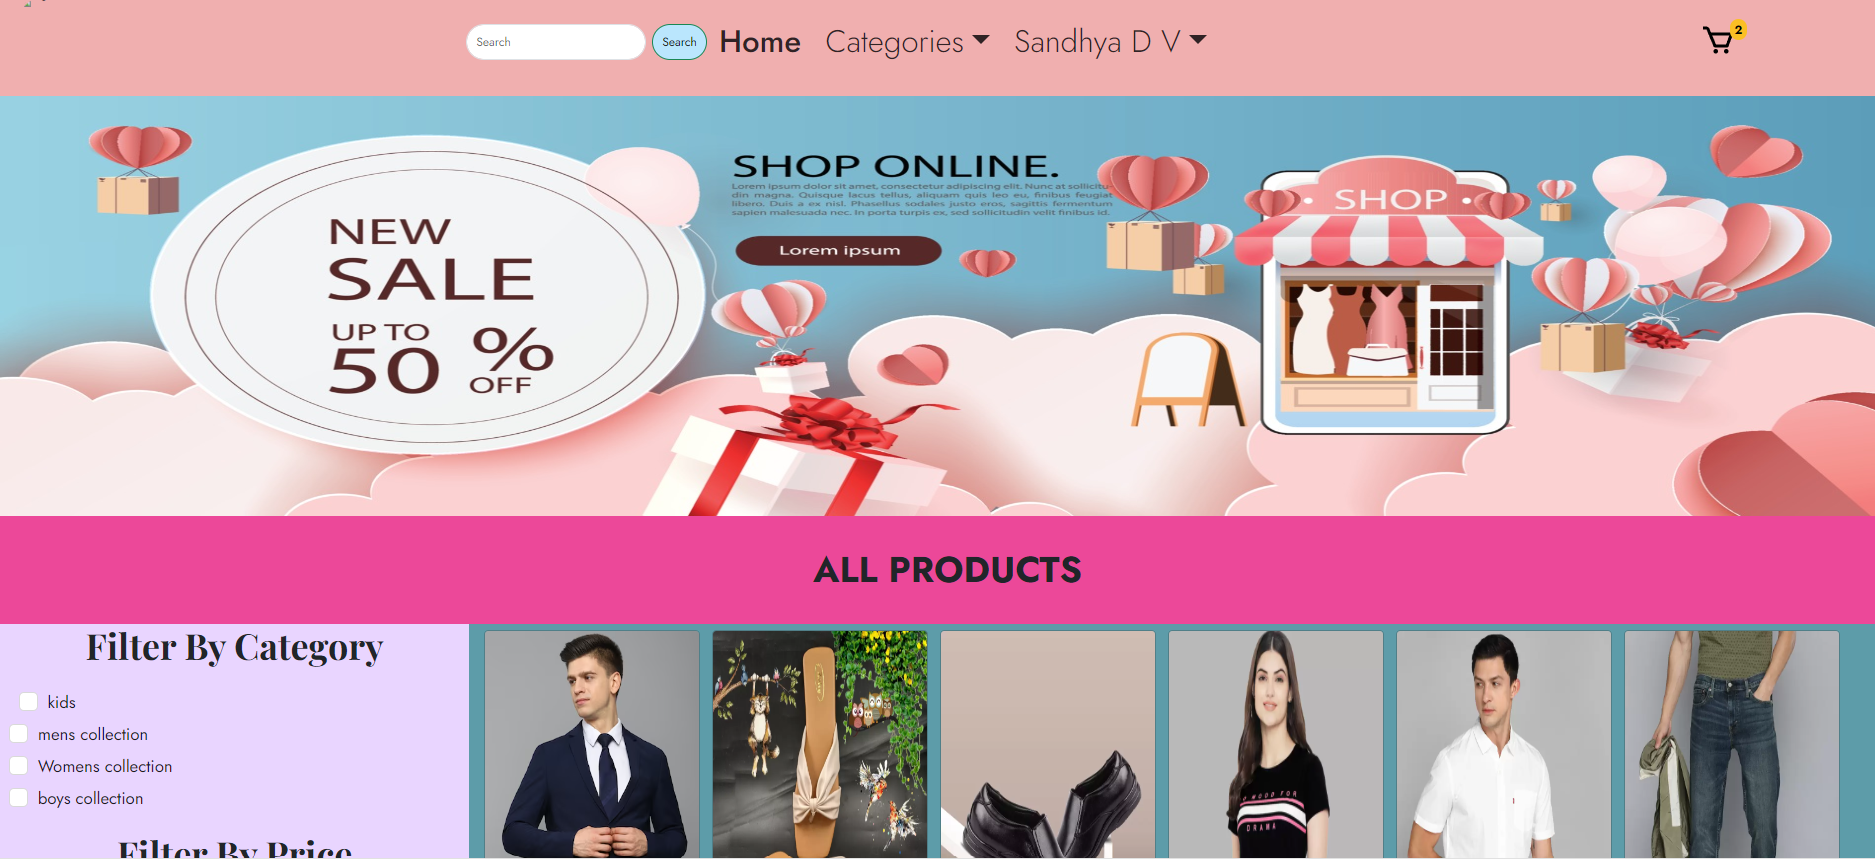 Search Search Home Categories Sandhya D V 2
NEW
SALE
UP TO
50 %
OFF
SHOP ONLINE.
Lorem ipsum dolor sit amet, consectetur adipiscing elit. Nunc at sollicitu-
din magna. Quisque lacus tellus, aliquam quis leo eu, finibus feugiat
libero. Duis a ex nisl. Phasellus sodales justo eros, sagittis fermentum
sapien malesuada nec. In porta turpis ex, sed sollicitudin velit finibus id.
Lorem ipsum
SHOP
ALL PRODUCTS
Filter By Category
kids
mens collection
Womens collection
boys collection
Filter By Price
WOOD FOR
DRAMA